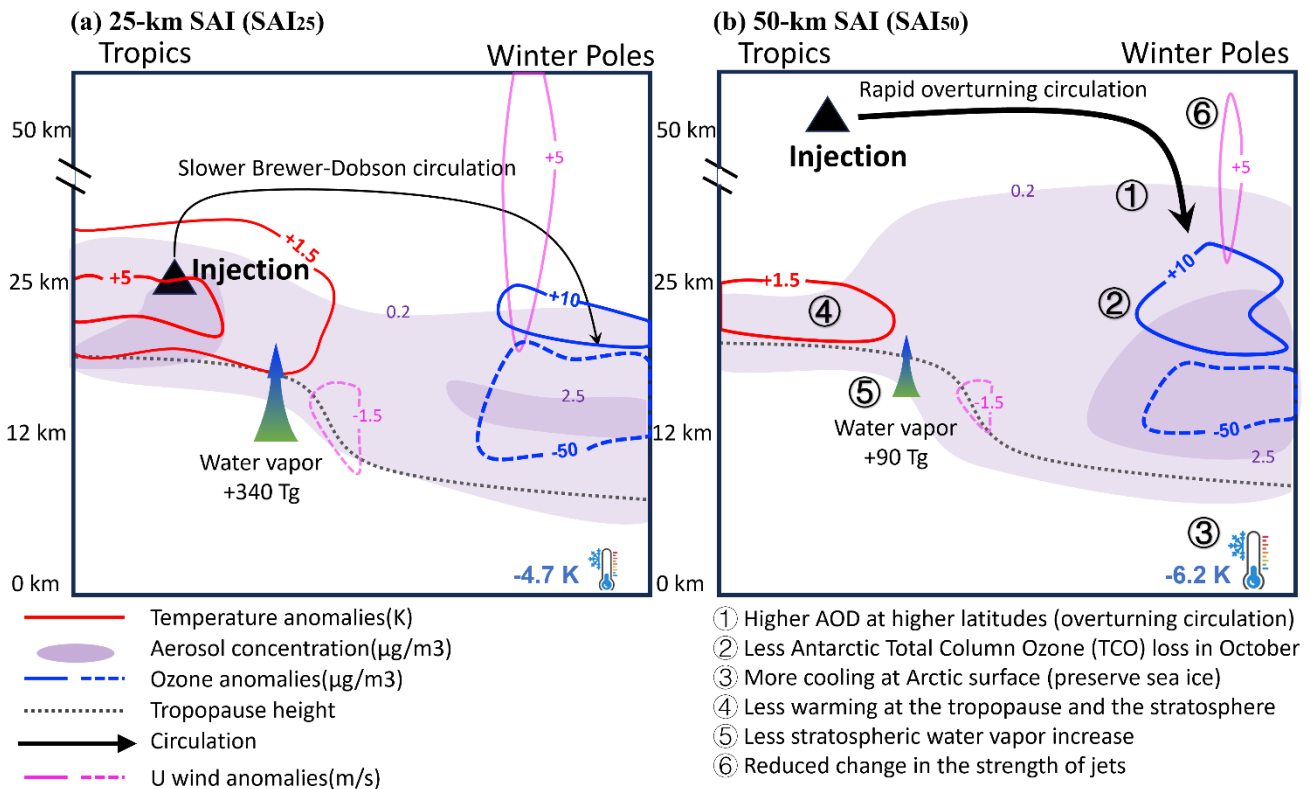 (a) 25-km SAI (SAI25)
Tropics
Winter Poles
50 km
25 km
12 km
0 km
Slower Brewer-Dobson circulation
+5
+1.5
Injection
+5
+10
0.2
2.5
-1.5
-50
Water vapor
+340 Tg
-4.7 K
(b) 50-km SAI (SAI50)
Tropics
Winter Poles
50 km
25 km
12 km
0 km
Rapid overturning circulation
Injection
⑥
+5
①
0.2
+10
②
+1.5
④
⑤
-1.5
Water vapor
+90 Tg
-50
2.5
③
-6.2 K
Temperature anomalies(K)
Aerosol concentration(µg/m3)
Ozone anomalies(µg/m3)
Tropopause height
Circulation
U wind anomalies(m/s)
① Higher AOD at higher latitudes (overturning circulation)
② Less Antarctic Total Column Ozone (TCO) loss in October
③ More cooling at Arctic surface (preserve sea ice)
④ Less warming at the tropopause and the stratosphere
⑤ Less stratospheric water vapor increase
⑥ Reduced change in the strength of jets